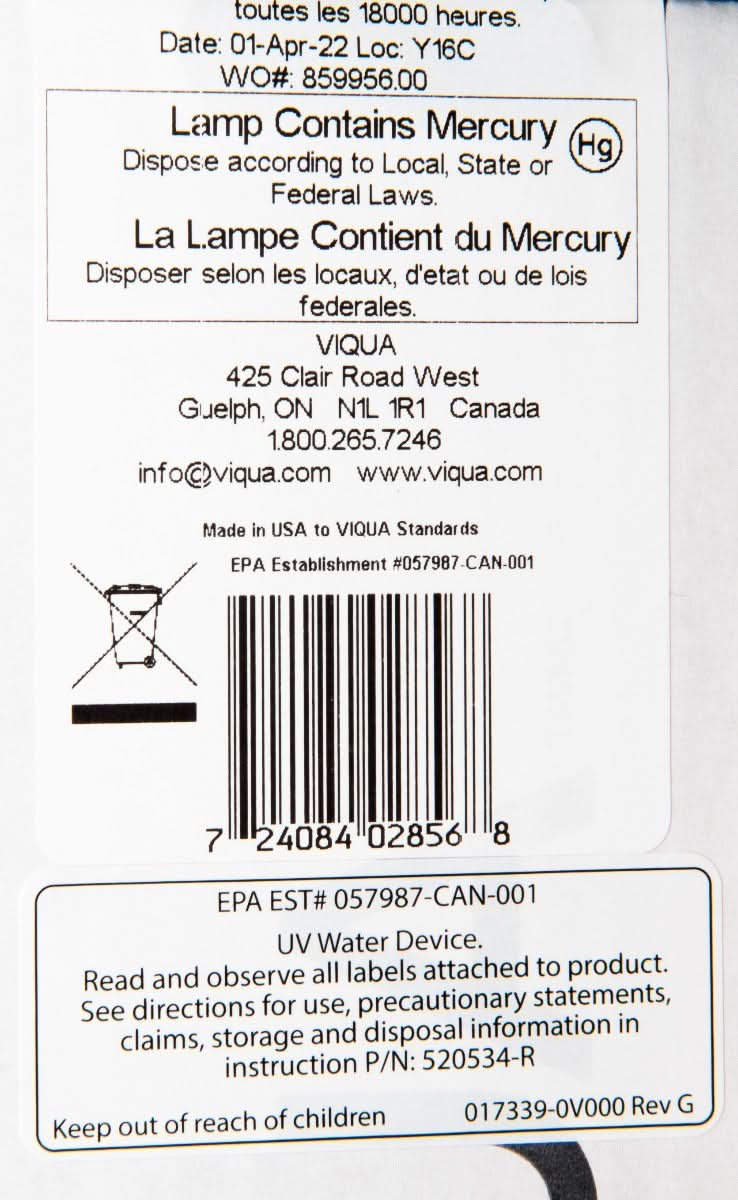 toutes les 18000 heures.
Date: 01-Apr-22 Loc: Y16C
WO#: 859956.00
Lamp Contains Mercury
Hg
Dispose according to Local, State or
Federal Laws.
La Lampe Contient du Mercury
Disposer selon les locaux, d'etat ou de lois
federales.
VIQUA
425 Clair Road West
Guelph, ON N1L 1R1 Canada
1.800.265.7246
info@viqua.com www.viqua.com
Made in USA to VIQUA Standards
EPA Establishment #057987-CAN-001
7 24084 02856 8
EPA EST# 057987-CAN-001
UV Water Device.
Read and observe all labels attached to product.
See directions for use, precautionary statements,
claims, storage and disposal information in
instruction P/N: 520534-R
Keep out of reach of children 017339-0V000 Rev G